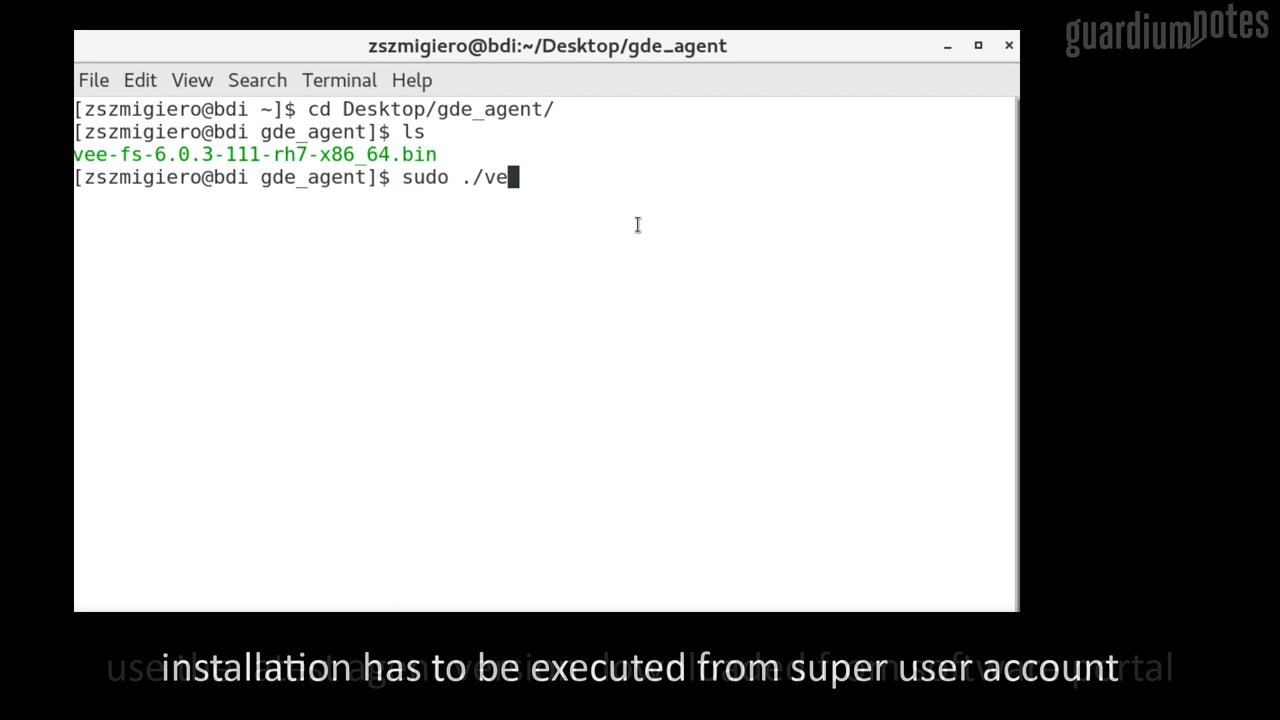 guardiumnotes
zszmigiero@bdi:~/Desktop/gde_agent
File Edit View Search Terminal Help
[zszmigiero@bdi ~]$ cd Desktop/gde_agent/
[zszmigiero@bdi gde_agent]$ ls
vee-fs-6.0.3-111-rh7-x86_64.bin
[zszmigiero@bdi gde_agent]$ sudo ./ve
installation has to be executed from super user account